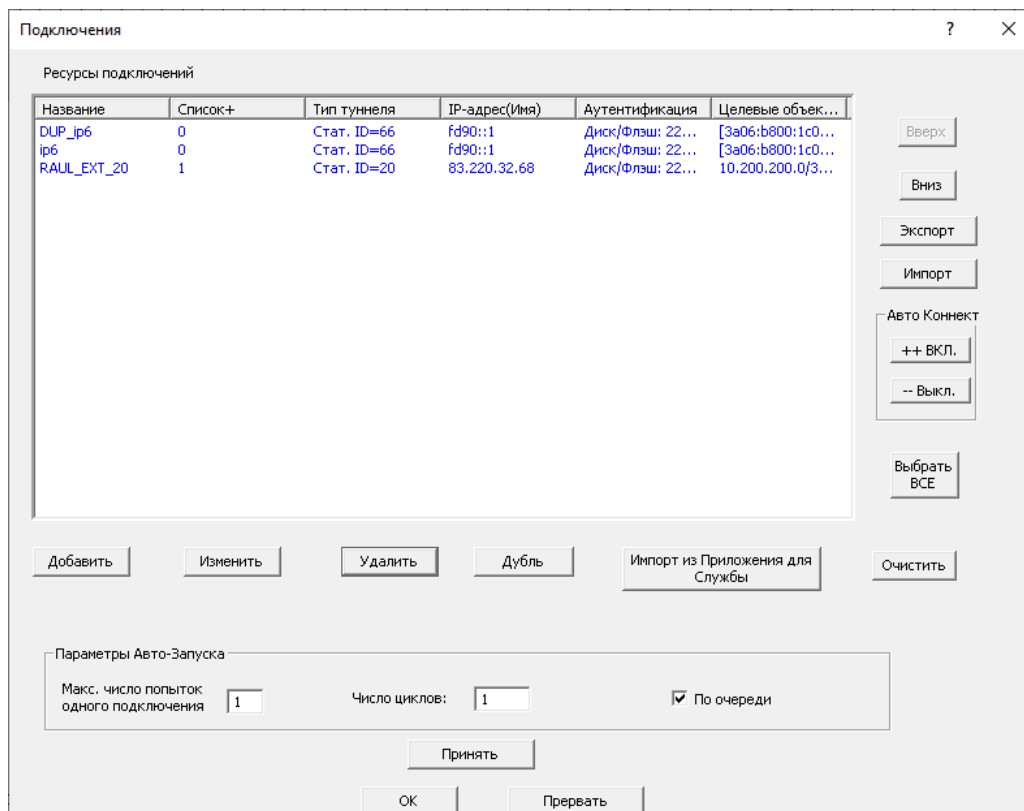 Подключения ?
Ресурсы подключений
Название Список+ Тип туннеля IP-адрес(Имя) Аутентификация Целевые объек...
DUP_ip6 0 Стат. ID=66 fd90::1 Диск/Флэш: 22... [3a06:b800:1c0...
ip6 0 Стат. ID=66 fd90::1 Диск/Флэш: 22... [3a06:b800:1c0...
RAUL_EXT_20 1 Стат. ID=20 83.220.32.68 Диск/Флэш: 22... 10.200.200.0/3...
Вверх
Вниз
Экспорт
Импорт
Авто Коннект
++ ВКЛ.
-- Выкл.
Выбрать
ВСЕ
Добавить Изменить Удалить Дубль
Импорт из Приложения для
Службы
Очистить
Параметры Авто-Запуска
Макс. число попыток
одного подключения 1
Число циклов: 1
По очереди
Принять
OK Прервать